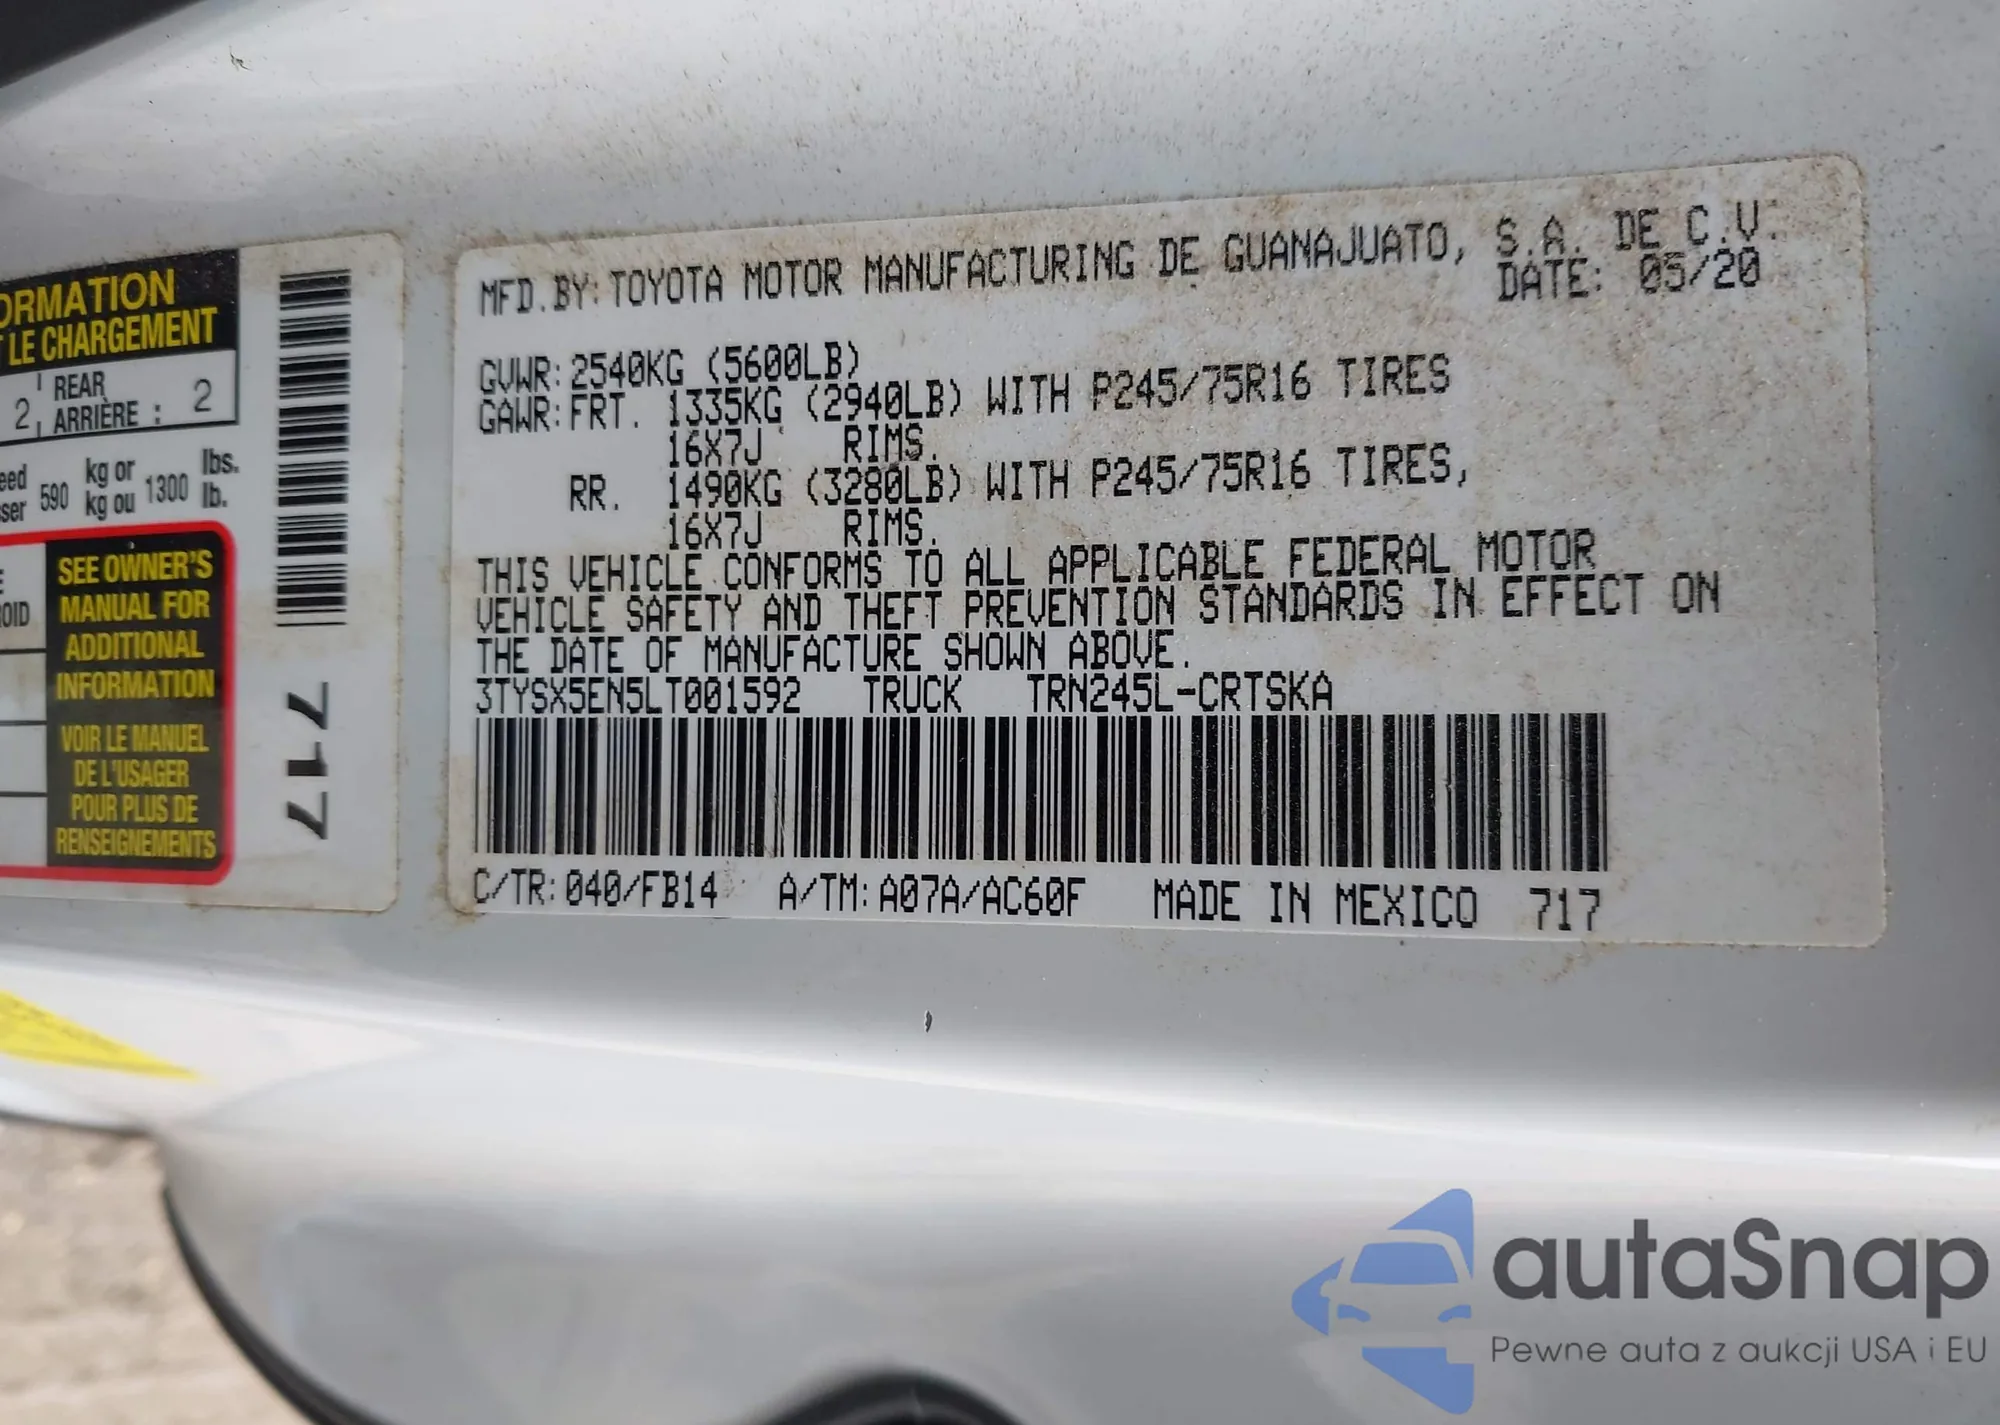 ORMATION
LE CHARGEMENT
2 REAR
ARRIÈRE : 2
590 kg or 1300 lbs.
kg ou lb.
SEE OWNER'S
MANUAL FOR
ADDITIONAL
INFORMATION
VOIR LE MANUEL
DE L'USAGER
POUR PLUS DE
RENSEIGNEMENTS
717
MFD.BY:TOYOTA MOTOR MANUFACTURING DE GUANAJUATO, S.A. DE C.V.
DATE: 05/20
GVWR:2540KG (5600LB)
GAWR:FRT. 1335KG (2940LB) WITH P245/75R16 TIRES
16X7J RIMS.
RR. 1490KG (3280LB) WITH P245/75R16 TIRES,
16X7J RIMS.
THIS VEHICLE CONFORMS TO ALL APPLICABLE FEDERAL MOTOR
VEHICLE SAFETY AND THEFT PREVENTION STANDARDS IN EFFECT ON
THE DATE OF MANUFACTURE SHOWN ABOVE.
3TYSX5EN5LT001592 TRUCK TRN245L-CRTSKA
C/TR:040/FB14 A/TM:A07A/AC60F MADE IN MEXICO 717
autaSnap
Pewne auta z aukcji USA i EU